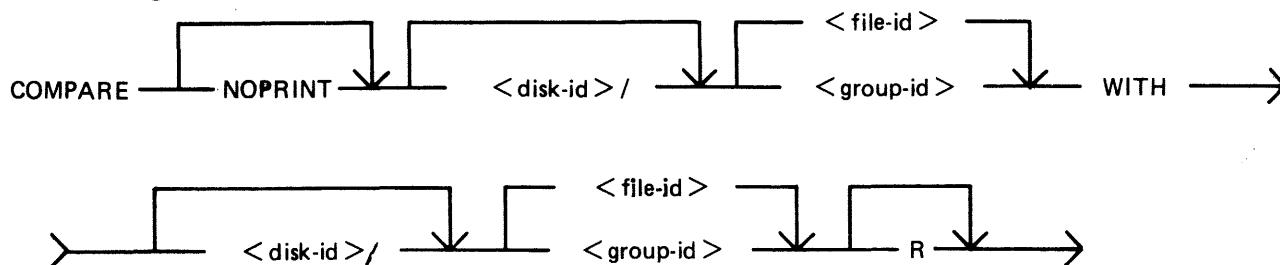 <file-id>
COMPARE NOPRINT <disk-id>/ <group-id> WITH
<file-id>
<disk-id>/ <group-id> R